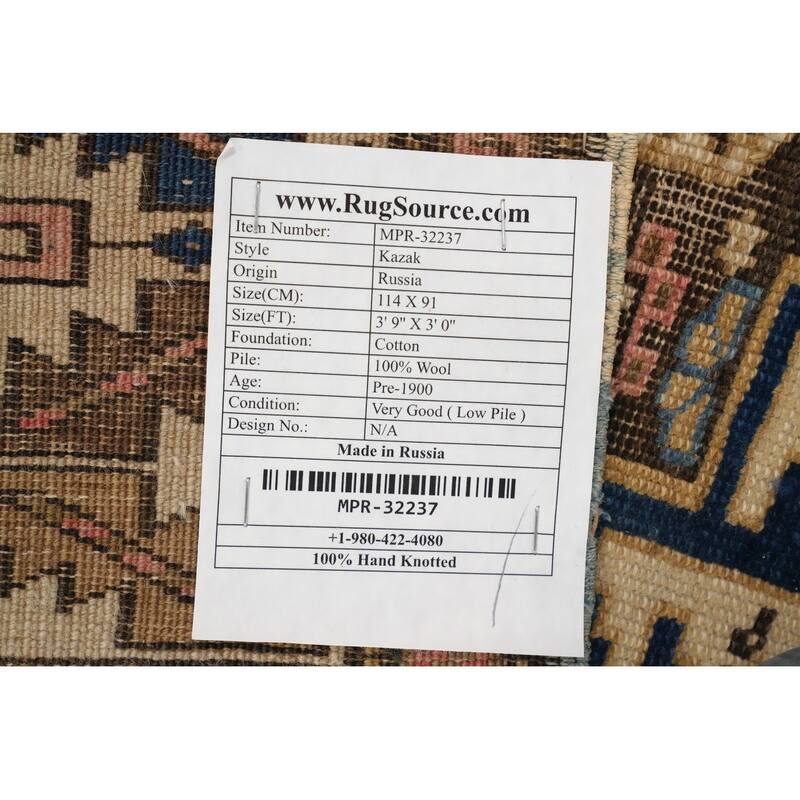 www.RugSource.com
Item Number: MPR-32237
Style Kazak
Origin Russia
Size(CM): 114 X 91
Size(FT): 3' 9" X 3' 0"
Foundation: Cotton
Pile: 100% Wool
Age: Pre-1900
Condition: Very Good ( Low Pile )
Design No.: N/A
Made in Russia
MPR-32237
+1-980-422-4080
100% Hand Knotted